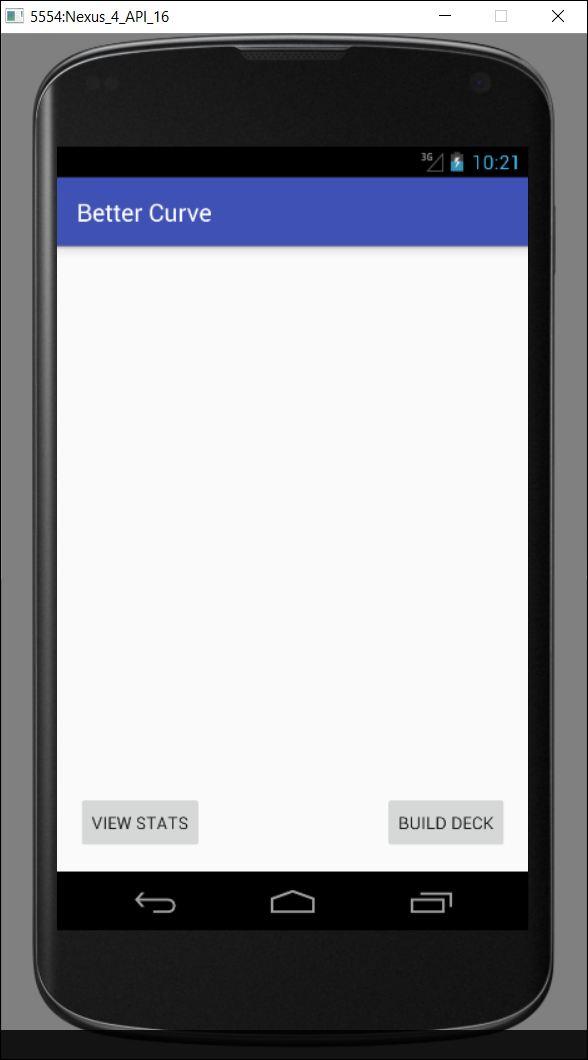 5554:Nexus_4_API_16
3G 10:21
Better Curve
VIEW STATS BUILD DECK